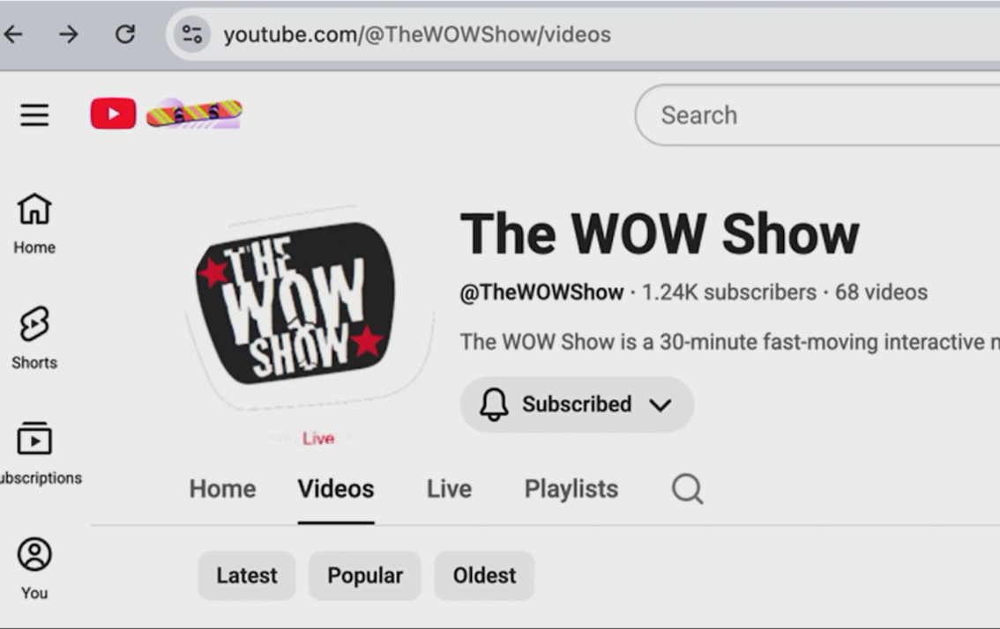 youtube.com/@TheWOWShow/videos
Search
Home
Shorts
ubscriptions
You
THE
WOW
SHOW
Live
The WOW Show
@TheWOWShow · 1.24K subscribers · 68 videos
The WOW Show is a 30-minute fast-moving interactive
Subscribed
Home Videos Live Playlists
Latest Popular Oldest